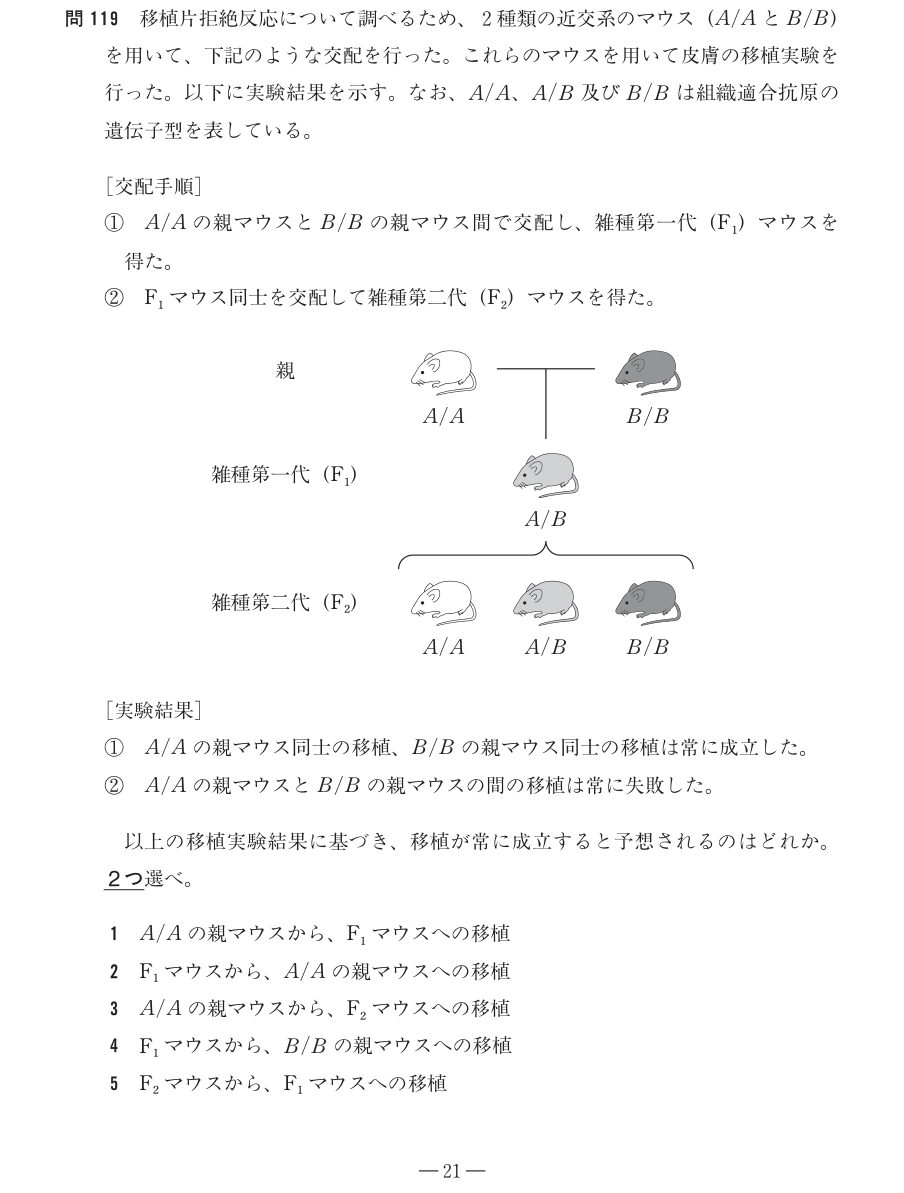 問 119　移植片拒絶反応について調べるため、2種類の近交系のマウス（A/A と B/B）
を用いて、下記のような交配を行った。これらのマウスを用いて皮膚の移植実験を
行った。以下に実験結果を示す。なお、A/A、A/B 及び B/B は組織適合抗原の
遺伝子型を表している。
［交配手順］
① A/A の親マウスと B/B の親マウス間で交配し、雑種第一代（F₁）マウスを
得た。
② F₁ マウス同士を交配して雑種第二代（F₂）マウスを得た。
親
A/A B/B
雑種第一代（F₁）
A/B
雑種第二代（F₂）
A/A A/B B/B
［実験結果］
① A/A の親マウス同士の移植、B/B の親マウス同士の移植は常に成立した。
② A/A の親マウスと B/B の親マウスの間の移植は常に失敗した。
以上の移植実験結果に基づき、移植が常に成立すると予想されるのはどれか。
2つ選べ。
1 A/A の親マウスから、F₁ マウスへの移植
2 F₁ マウスから、A/A の親マウスへの移植
3 A/A の親マウスから、F₂ マウスへの移植
4 F₁ マウスから、B/B の親マウスへの移植
5 F₂ マウスから、F₁ マウスへの移植
— 21 —